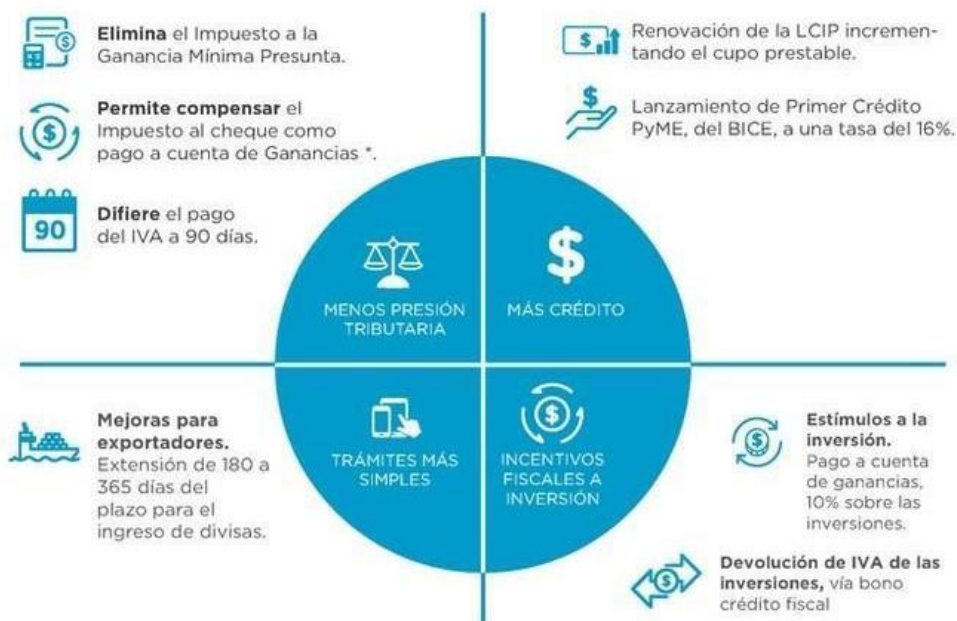 Elimina el Impuesto a la
Ganancia Mínima Presunta.
Permite compensar el
Impuesto al cheque como
pago a cuenta de Ganancias *.
90
Difiere el pago
del IVA a 90 días.
MENOS PRESIÓN
TRIBUTARIA
$
Renovación de la LCIP incremen-
tando el cupo prestable.
$
Lanzamiento de Primer Crédito
PyME, del BICE, a una tasa del 16%.
$
MÁS CRÉDITO
Mejoras para
exportadores.
Extensión de 180 a
365 días del
plazo para el
ingreso de divisas.
TRÁMITES MÁS
SIMPLES
$
INCENTIVOS
FISCALES A
INVERSIÓN
$
Estímulos a la
inversión.
Pago a cuenta
de ganancias,
10% sobre las
inversiones.
$
Devolución de IVA de las
inversiones, vía bono
crédito fiscal